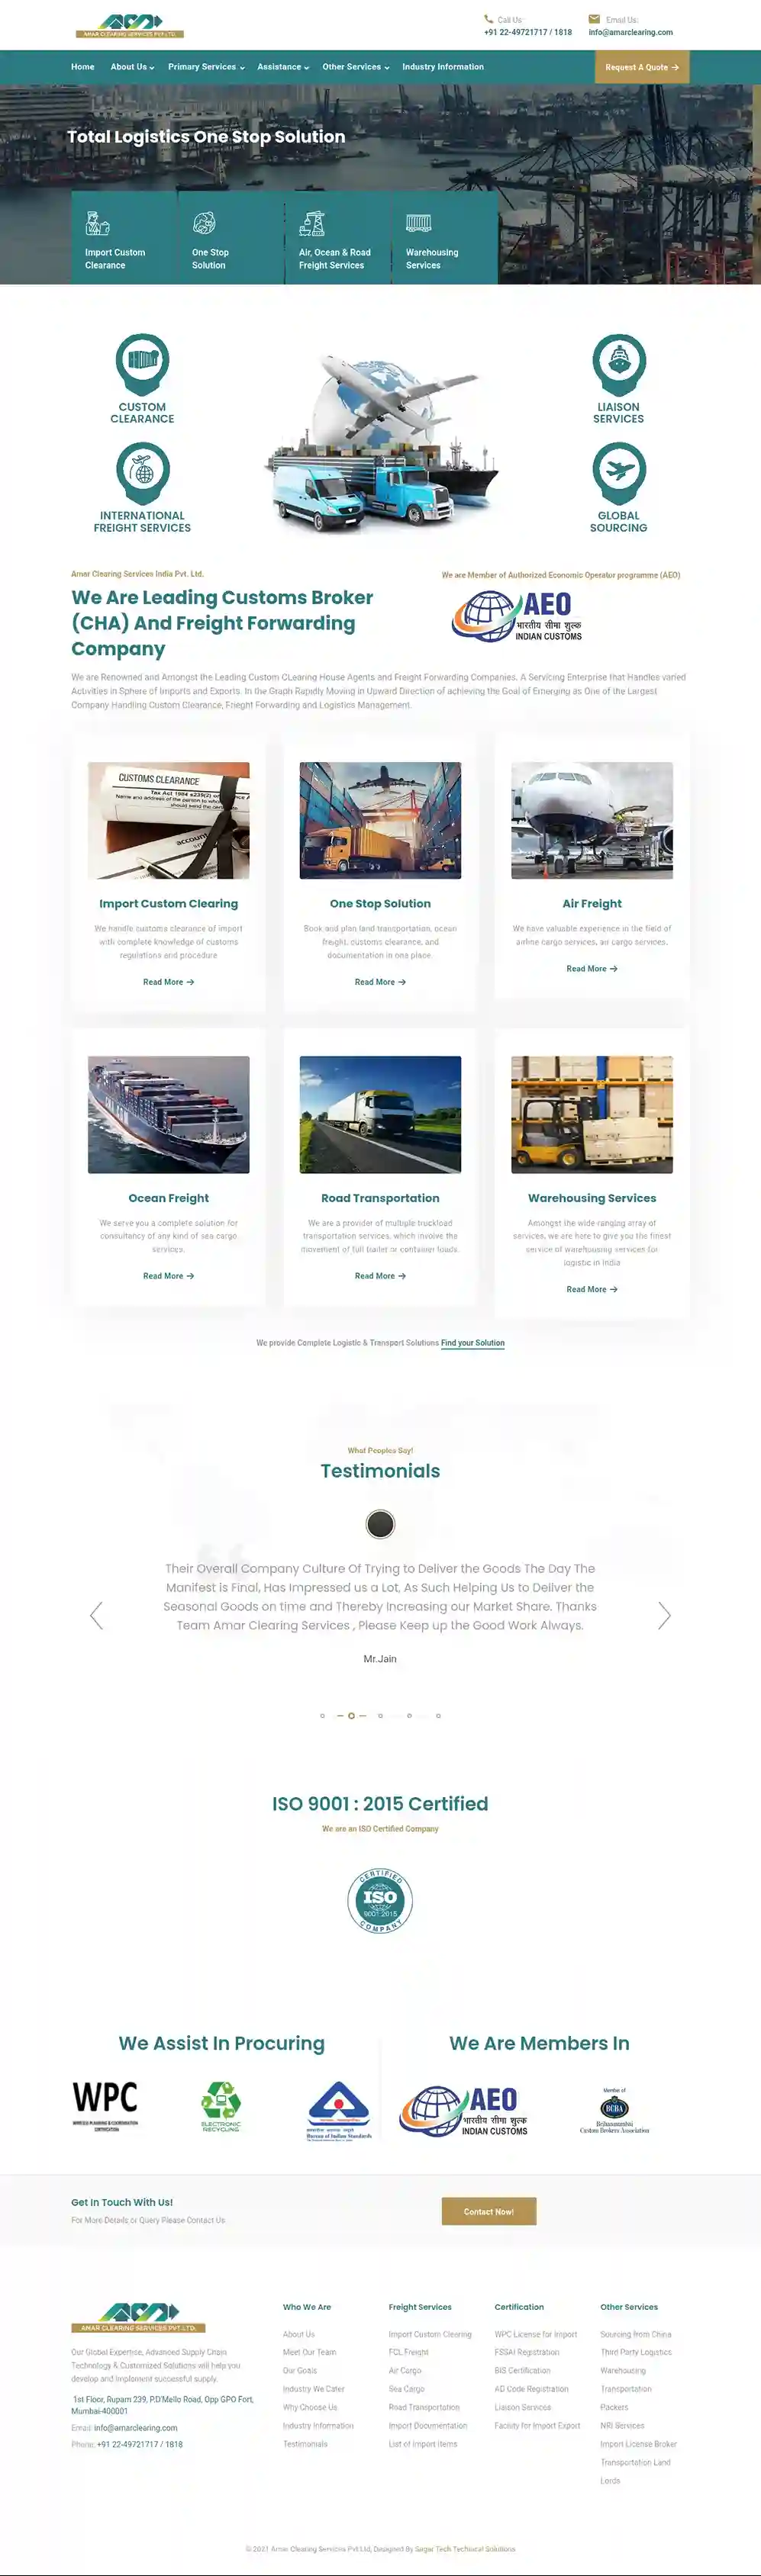 AMAR CLEARING SERVICES PVT LTD.
Call Us
+91 22-49721717 / 1818
Email Us:
info@amarclearing.com
Home
About Us
Primary Services
Assistance
Other Services
Industry Information
Request A Quote
Total Logistics One Stop Solution
Import Custom
Clearance
One Stop
Solution
Air, Ocean & Road
Freight Services
Warehousing
Services
CUSTOM
CLEARANCE
LIAISON
SERVICES
INTERNATIONAL
FREIGHT SERVICES
GLOBAL
SOURCING
Amar Clearing Services India Pvt. Ltd.
We Are Leading Customs Broker
(CHA) And Freight Forwarding
Company
We are Member of Authorized Economic Operator programme (AEO)
AEO
भारतीय सीमा शुल्क
INDIAN CUSTOMS
We are Renowned and Amongst the Leading Custom CLearing House Agents and Freight Forwarding Companies. A Servicing Enterprise that Handles varied
Activities in Sphere of Imports and Exports. In the Graph Rapidly Moving in Upward Direction of achieving the Goal of Emerging as One of the Largest
Company Handling Custom Clearance, Freight Forwarding and Logistics Management.
CUSTOMS CLEARANCE
Name and address of the person to
should send the
account
Import Custom Clearing
We handle customs clearance of import
with complete knowledge of customs
regulations and procedure
Read More
One Stop Solution
Book and plan land transportation, ocean
freight, customs clearance, and
documentation in one place.
Read More
Air Freight
We have valuable experience in the field of
airline cargo services, air cargo services.
Read More
Ocean Freight
We serve you a complete solution for
consultancy of any kind of sea cargo
services.
Read More
Road Transportation
We are a provider of multiple truckload
transportation services, which involve the
movement of full trailer or container loads.
Read More
Warehousing Services
Amongst the wide-ranging array of
services, we are here to give you the finest
service of warehousing services for
logistic in India
Read More
We provide Complete Logistic & Transport Solutions Find your Solution
What Peoples Say!
Testimonials
Their Overall Company Culture Of Trying to Deliver the Goods The Day The
Manifest is Final, Has Impressed us a Lot, As Such Helping Us to Deliver the
Seasonal Goods on time and Thereby Increasing our Market Share. Thanks
Team Amar Clearing Services , Please Keep up the Good Work Always.
Mr.Jain
ISO 9001 : 2015 Certified
We are an ISO Certified Company
CERTIFIED
ISO
9001:2015
COMPANY
We Assist In Procuring
We Are Members In
WPC
WIRELESS PLANNING & COORDINATION
CERTIFICATION
ELECTRONIC
RECYCLING
Bureau of Indian Standards
AEO
भारतीय सीमा शुल्क
INDIAN CUSTOMS
Member of
BCBA
Custom Brokers Association
Get In Touch With Us!
For More Details or Query Please Contact Us.
Contact Now!
AMAR CLEARING SERVICES PVT LTD.
Our Global Expertise, Advanced Supply Chain
Technology & Customized Solutions will help you
develop and implement successful supply.
1st Floor, Rupam 239, P.D'Mello Road, Opp GPO Fort,
Mumbai-400001
Email: info@amarclearing.com
Phone: +91 22-49721717 / 1818
Who We Are
About Us
Meet Our Team
Our Goals
Industry We Cater
Why Choose Us
Industry Information
Testimonials
Freight Services
Import Custom Clearing
FCL Freight
Air Cargo
Sea Cargo
Road Transportation
Import Documentation
List of Import Items
Certification
WPC License for Import
FSSAI Registration
BIS Certification
AD Code Registration
Liaison Services
Facility for Import Export
Other Services
Sourcing from China
Third Party Logistics
Warehousing
Transportation
Packers
NRI Services
Import License Broker
Transportation Land
Lords
© 2021 Amar Clearing Services Pvt Ltd, Designed By Sagar Tech Technical Solutions